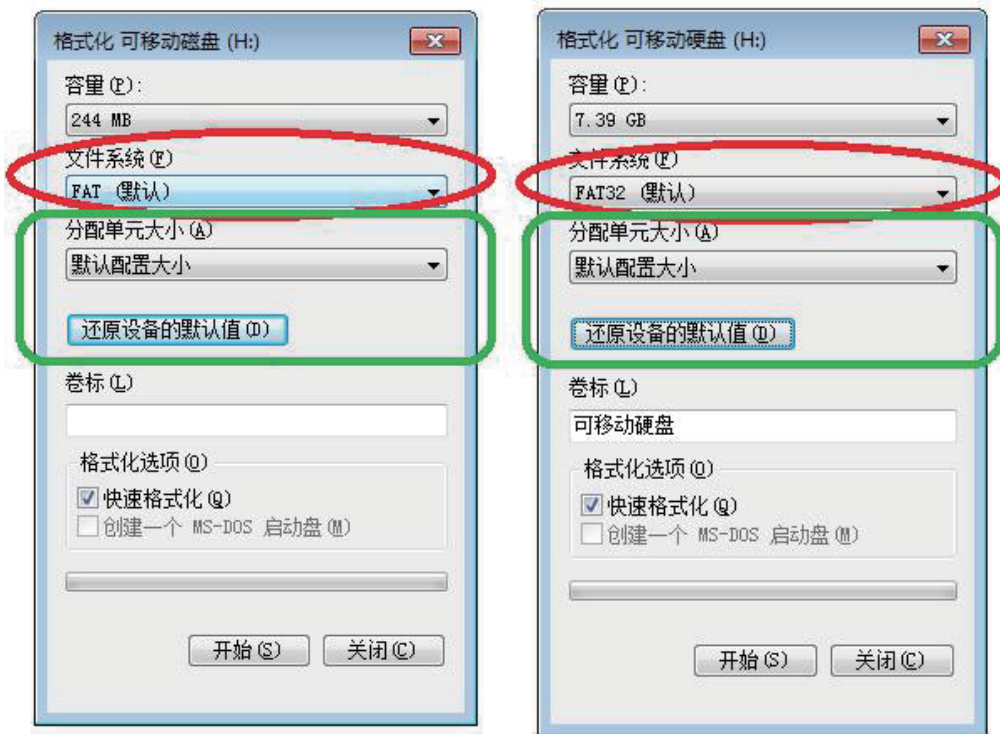 格式化 可移动磁盘 (H:)
容量(P):
244 MB
文件系统(F)
FAT (默认)
分配单元大小(A)
默认配置大小
还原设备的默认值(D)
卷标(L)
格式化选项(O)
快速格式化(Q)
创建一个 MS-DOS 启动盘(M)
开始(S)
关闭(C)
格式化 可移动硬盘 (H:)
容量(P):
7.39 GB
文件系统(F)
FAT32 (默认)
分配单元大小(A)
默认配置大小
还原设备的默认值(D)
卷标(L)
可移动硬盘
格式化选项(O)
快速格式化(Q)
创建一个 MS-DOS 启动盘(M)
开始(S)
关闭(C)